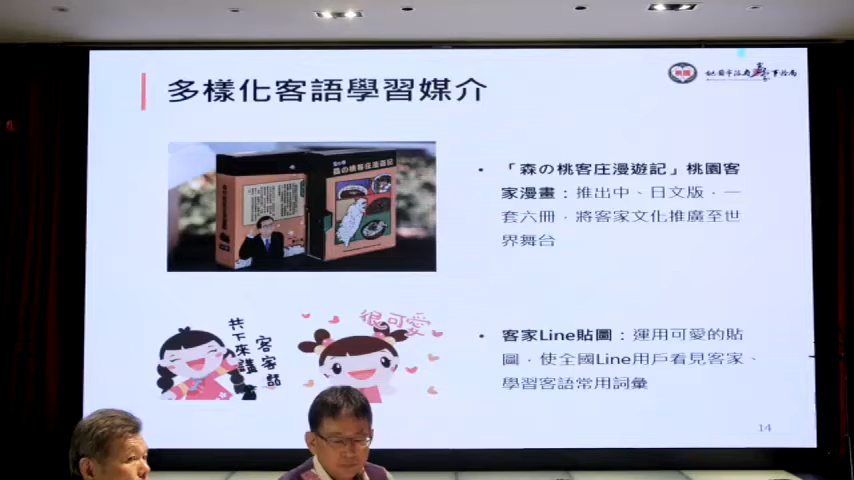 多樣化客語學習媒介
桃園
桃園市政府客家事務局
森の桃客庄漫遊記
• 「森の桃客庄漫遊記」桃園客
家漫畫：推出中、日文版，一
套六冊，將客家文化推廣至世
界舞台
共下來講
客家話
很可愛
• 客家Line貼圖：運用可愛的貼
圖，使全國Line用戶看見客家、
學習客語常用詞彙
14